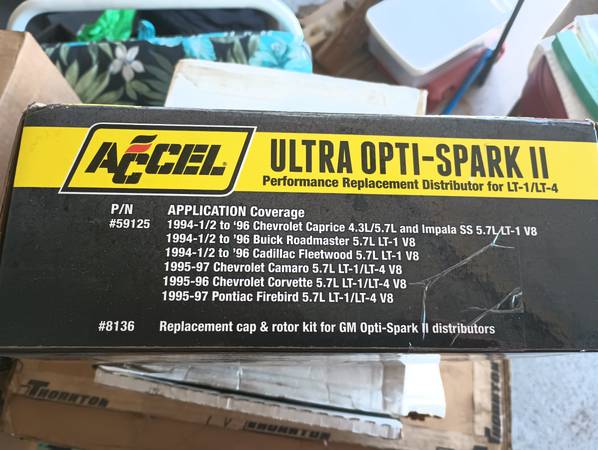 ACCEL
ULTRA OPTI-SPARK II
Performance Replacement Distributor for LT-1/LT-4
P/N APPLICATION Coverage
#59125 1994-1/2 to '96 Chevrolet Caprice 4.3L/5.7L and Impala SS 5.7L LT-1 V8
1994-1/2 to '96 Buick Roadmaster 5.7L LT-1 V8
1994-1/2 to '96 Cadillac Fleetwood 5.7L LT-1 V8
1995-97 Chevrolet Camaro 5.7L LT-1/LT-4 V8
1995-96 Chevrolet Corvette 5.7L LT-1/LT-4 V8
1995-97 Pontiac Firebird 5.7L LT-1/LT-4 V8
#8136 Replacement cap & rotor kit for GM Opti-Spark II distributors
THORNTON
THORNTON